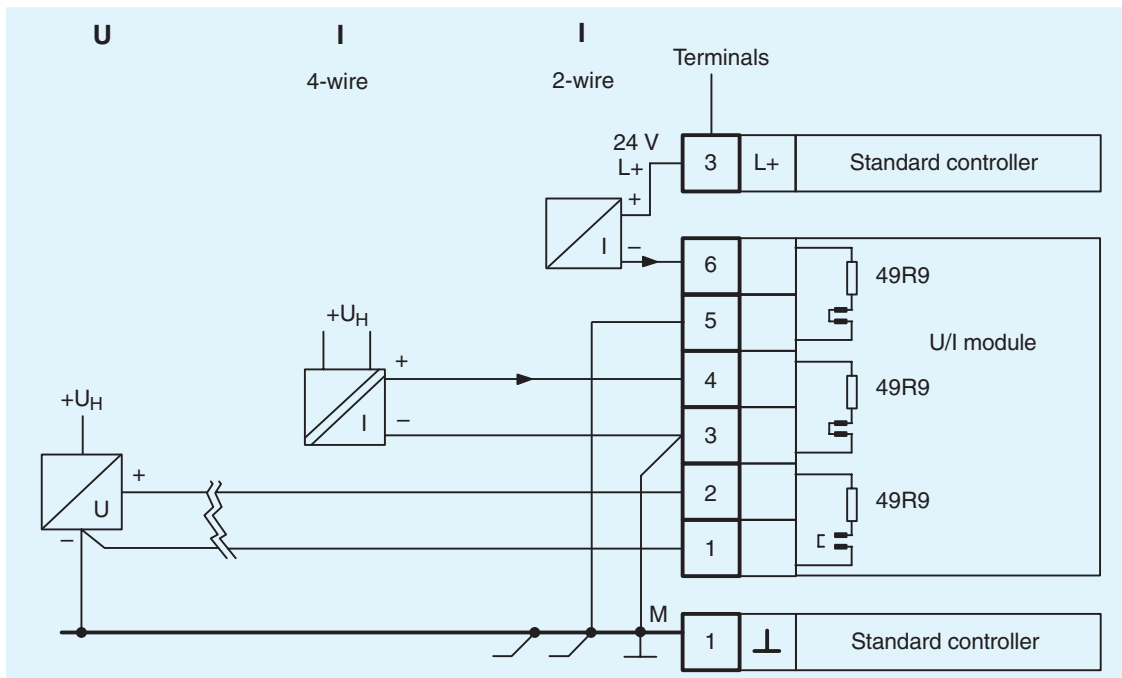 U I I
4-wire 2-wire
Terminals
24 V
L+
3 L+ Standard controller
+
I
–
6
49R9
5
U/I module
+UH
+
4
49R9
I
–
3
+UH
+
2
49R9
U
–
1
M
1 Standard controller